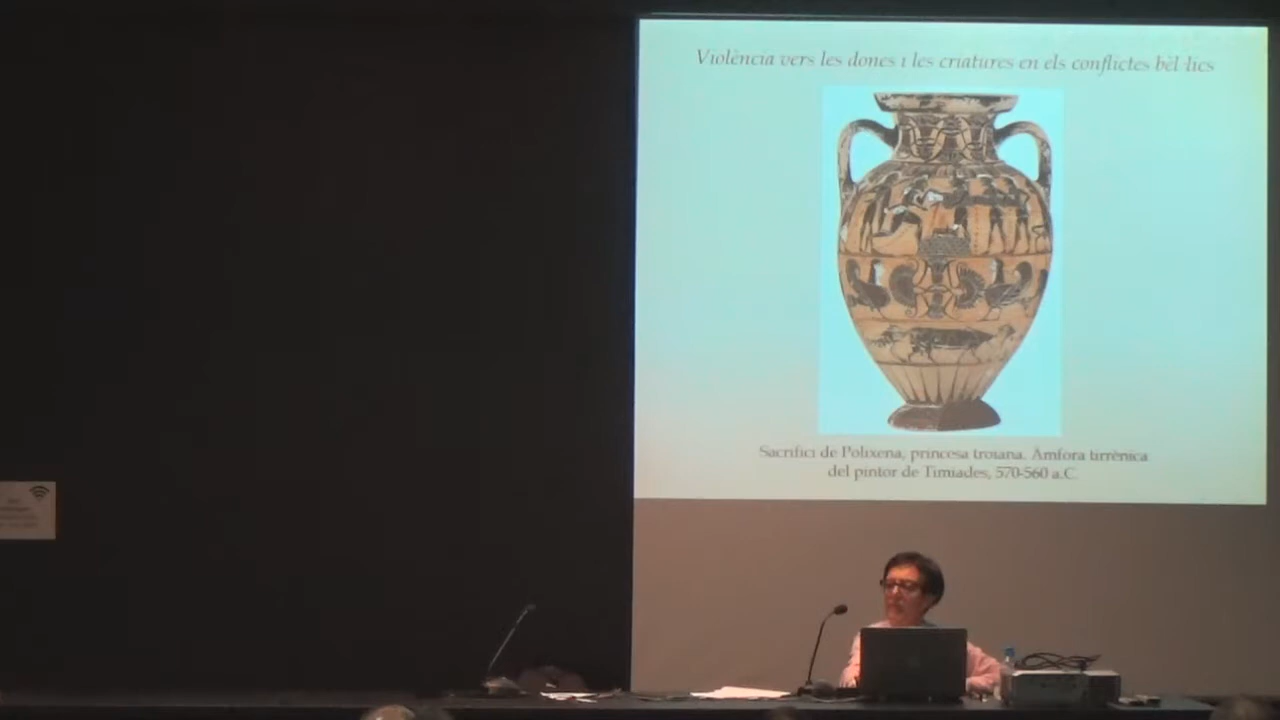 Violència vers les dones i les criatures en els conflictes bèl·lics
Sacrifici de Polixena, princesa troiana. Àmfora tirrènica
del pintor de Timiades, 570-560 a.C.